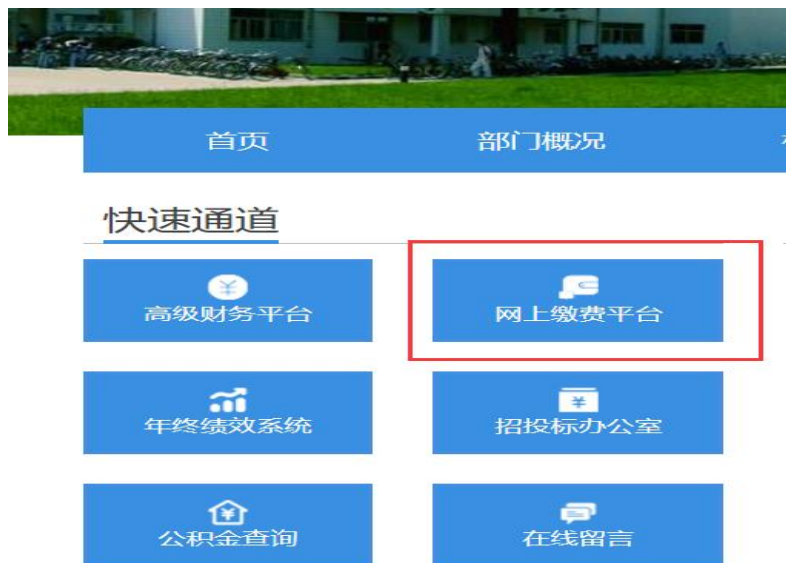 首页
部门概况
快速通道
高级财务平台
网上缴费平台
年终绩效系统
招投标办公室
公积金查询
在线留言